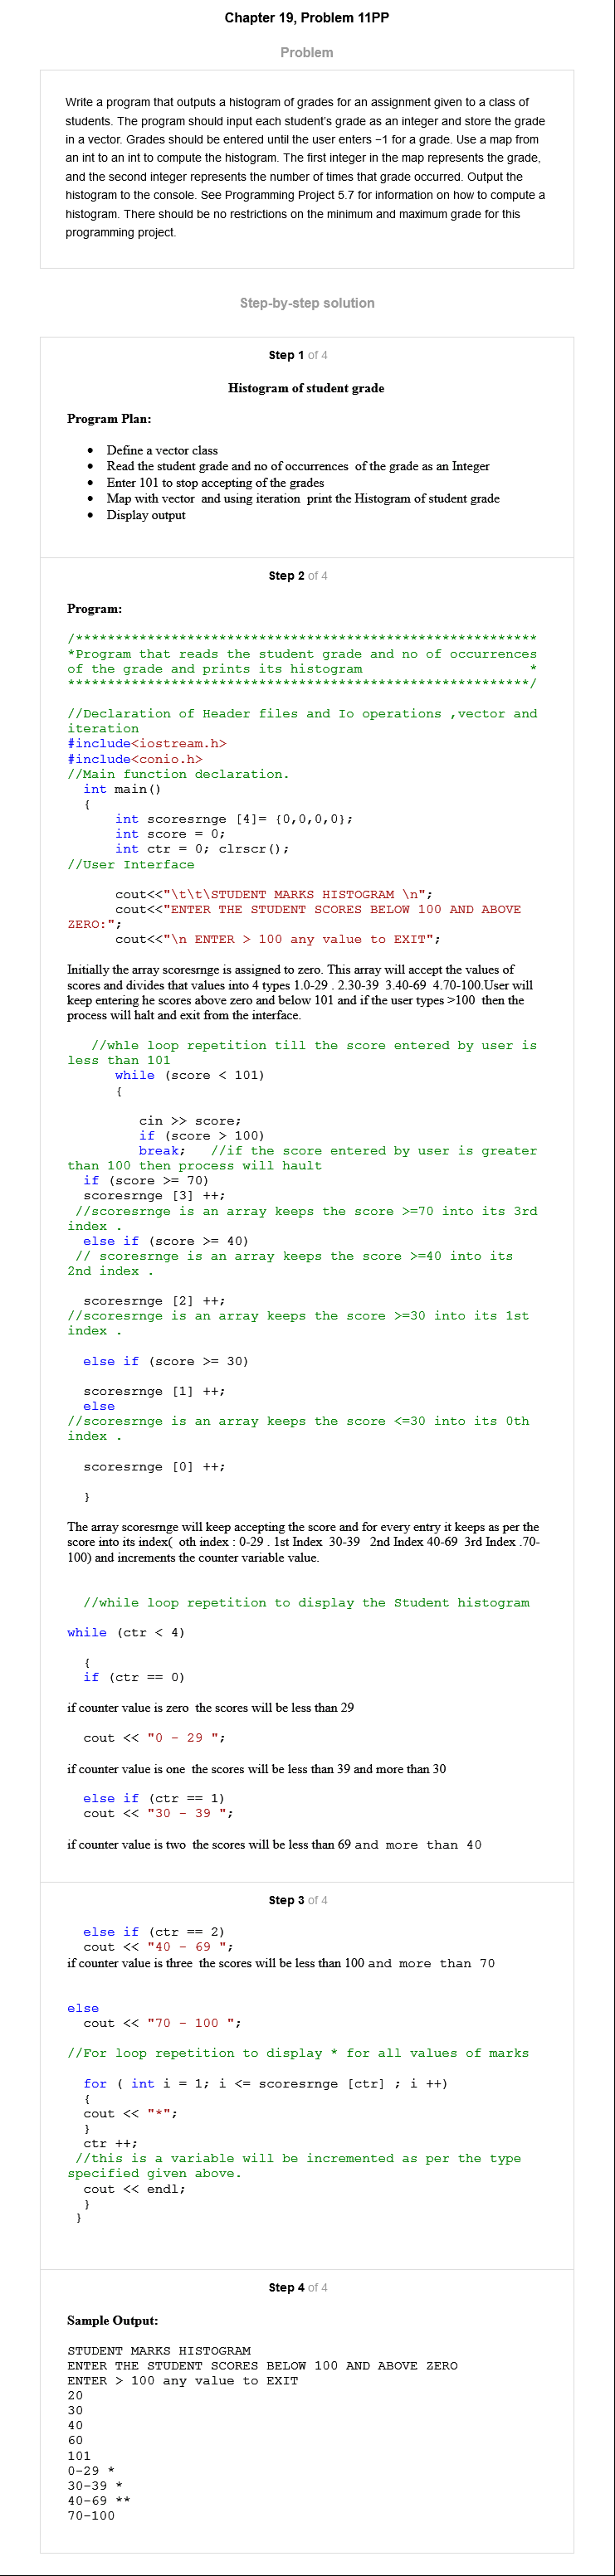 Chapter 19, Problem 11PP
Problem
Write a program that outputs a histogram of grades for an assignment given to a class of
students. The program should input each student's grade as an integer and store the grade
in a vector. Grades should be entered until the user enters −1 for a grade. Use a map from
an int to an int to compute the histogram. The first integer in the map represents the grade,
and the second integer represents the number of times that grade occurred. Output the
histogram to the console. See Programming Project 5.7 for information on how to compute a
histogram. There should be no restrictions on the minimum and maximum grade for this
programming project.
Step-by-step solution
Step 1 of 4
Histogram of student grade
Program Plan:
• Define a vector class
• Read the student grade and no of occurrences  of the grade as an Integer
• Enter 101 to stop accepting of the grades
• Map with vector  and using iteration  print the Histogram of student grade
• Display output
Step 2 of 4
Program:
/**********************************************************
*Program that reads the student grade and no of occurrences
of the grade and prints its histogram                     *
**********************************************************/
//Declaration of Header files and Io operations ,vector and
iteration
#include<iostream.h>
#include<conio.h>
//Main function declaration.
int main()
{
int scoresrnge [4]= {0,0,0,0};
int score = 0;
int ctr = 0; clrscr();
//User Interface
cout<<"\t\t\STUDENT MARKS HISTOGRAM \n";
cout<<"ENTER THE STUDENT SCORES BELOW 100 AND ABOVE
ZERO:";
cout<<"\n ENTER > 100 any value to EXIT";
Initially the array scoresrnge is assigned to zero. This array will accept the values of
scores and divides that values into 4 types 1.0-29 . 2.30-39  3.40-69  4.70-100.User will
keep entering he scores above zero and below 101 and if the user types >100  then the
process will halt and exit from the interface.
//whle loop repetition till the score entered by user is
less than 101
while (score < 101)
{
cin >> score;
if (score > 100)
break;   //if the score entered by user is greater
than 100 then process will hault
if (score >= 70)
scoresrnge [3] ++;
//scoresrnge is an array keeps the score >=70 into its 3rd
index .
else if (score >= 40)
// scoresrnge is an array keeps the score >=40 into its
2nd index .
scoresrnge [2] ++;
//scoresrnge is an array keeps the score >=30 into its 1st
index .
else if (score >= 30)
scoresrnge [1] ++;
else
//scoresrnge is an array keeps the score <=30 into its 0th
index .
scoresrnge [0] ++;
}
The array scoresrnge will keep accepting the score and for every entry it keeps as per the
score into its index(  oth index : 0-29 . 1st Index  30-39   2nd Index 40-69  3rd Index .70-
100) and increments the counter variable value.
//while loop repetition to display the Student histogram
while (ctr < 4)
{
if (ctr == 0)
if counter value is zero  the scores will be less than 29
cout << "0 - 29 ";
if counter value is one  the scores will be less than 39 and more than 30
else if (ctr == 1)
cout << "30 - 39 ";
if counter value is two  the scores will be less than 69 and more than 40
Step 3 of 4
else if (ctr == 2)
cout << "40 - 69 ";
if counter value is three  the scores will be less than 100 and more than 70
else
cout << "70 - 100 ";
//For loop repetition to display * for all values of marks
for ( int i = 1; i <= scoresrnge [ctr] ; i ++)
{
cout << "*";
}
ctr ++;
//this is a variable will be incremented as per the type
specified given above.
cout << endl;
}
}
Step 4 of 4
Sample Output:
STUDENT MARKS HISTOGRAM
ENTER THE STUDENT SCORES BELOW 100 AND ABOVE ZERO
ENTER > 100 any value to EXIT
20
30
40
60
101
0-29 *
30-39 *
40-69 **
70-100